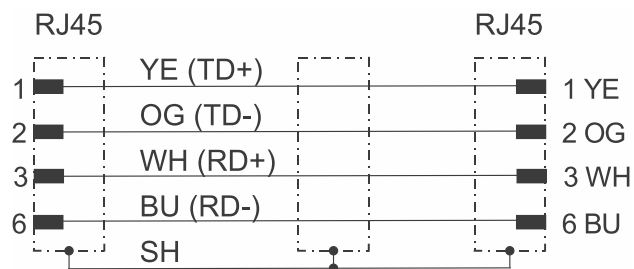 RJ45 RJ45
1 YE (TD+) 1 YE
2 OG (TD-) 2 OG
3 WH (RD+) 3 WH
6 BU (RD-) 6 BU
SH